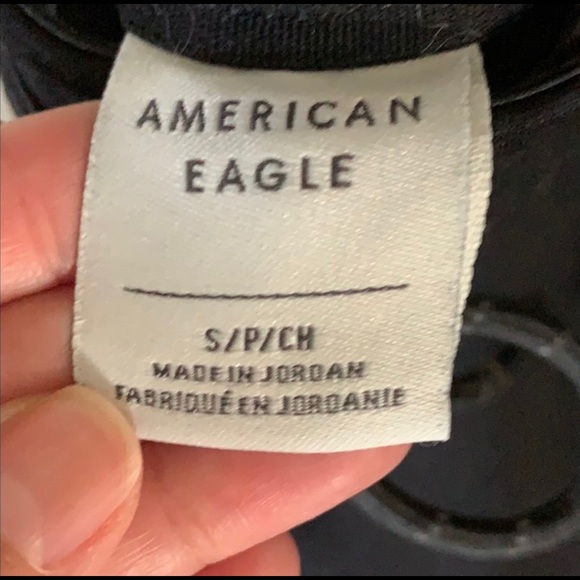 AMERICAN
EAGLE
S/P/CH
MADE IN JORDAN
FABRIQUÉ EN JORDANIE